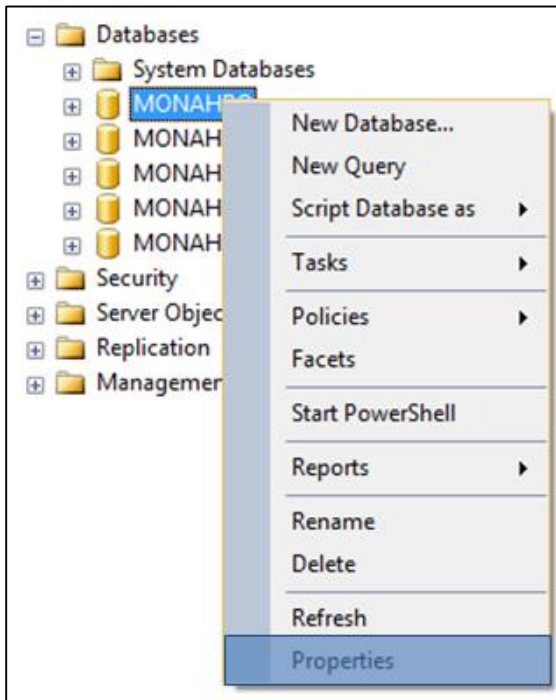 Databases
System Databases
MONAH
MONAH
MONAH
MONAH
MONAH
Security
Server Objec
Replication
Managemen
New Database...
New Query
Script Database as
Tasks
Policies
Facets
Start PowerShell
Reports
Rename
Delete
Refresh
Properties